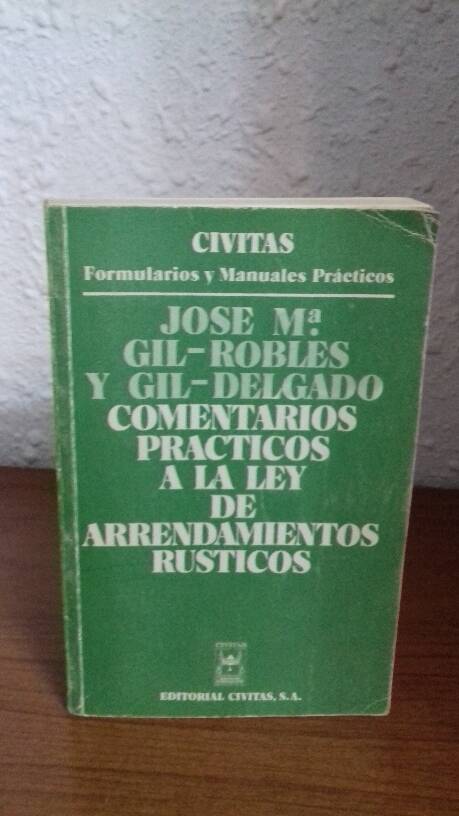 CIVITAS
Formularios y Manuales Prácticos
JOSE Mª.
GIL-ROBLES
Y GIL-DELGADO
COMENTARIOS
PRACTICOS
A LA LEY
DE
ARRENDAMIENTOS
RUSTICOS
CIVITAS
EDITORIAL CIVITAS, S.A.